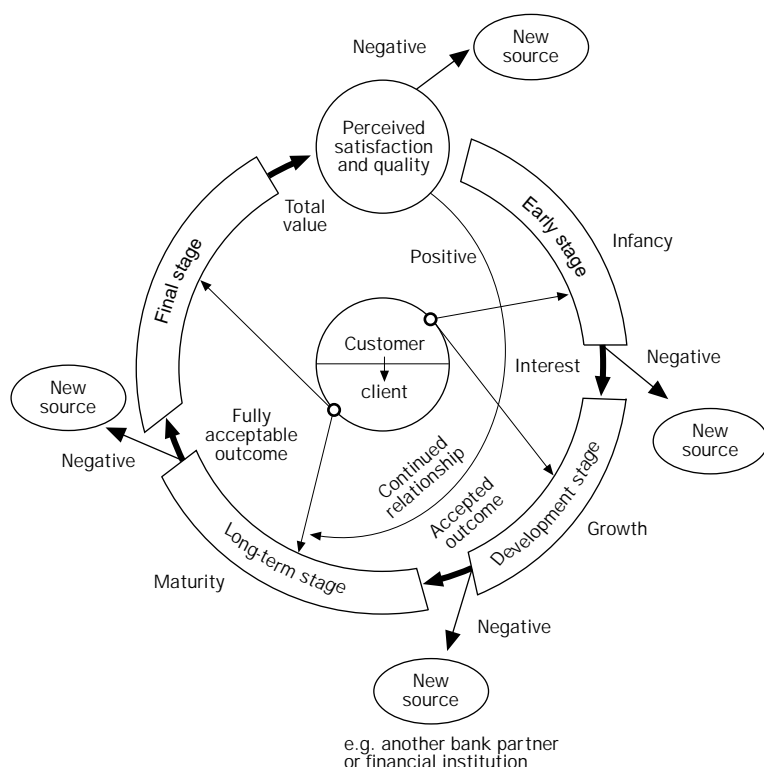 Negative
New
source
Perceived
satisfaction
and quality
Early stage
Infancy
Total
value
Final stage
Positive
Customer
client
Interest
Negative
New
source
New
source
Negative
Fully
acceptable
outcome
Continued
relationship
Accepted
outcome
Development stage
Growth
Long-term stage
Maturity
Negative
New
source
e.g. another bank partner
or financial institution